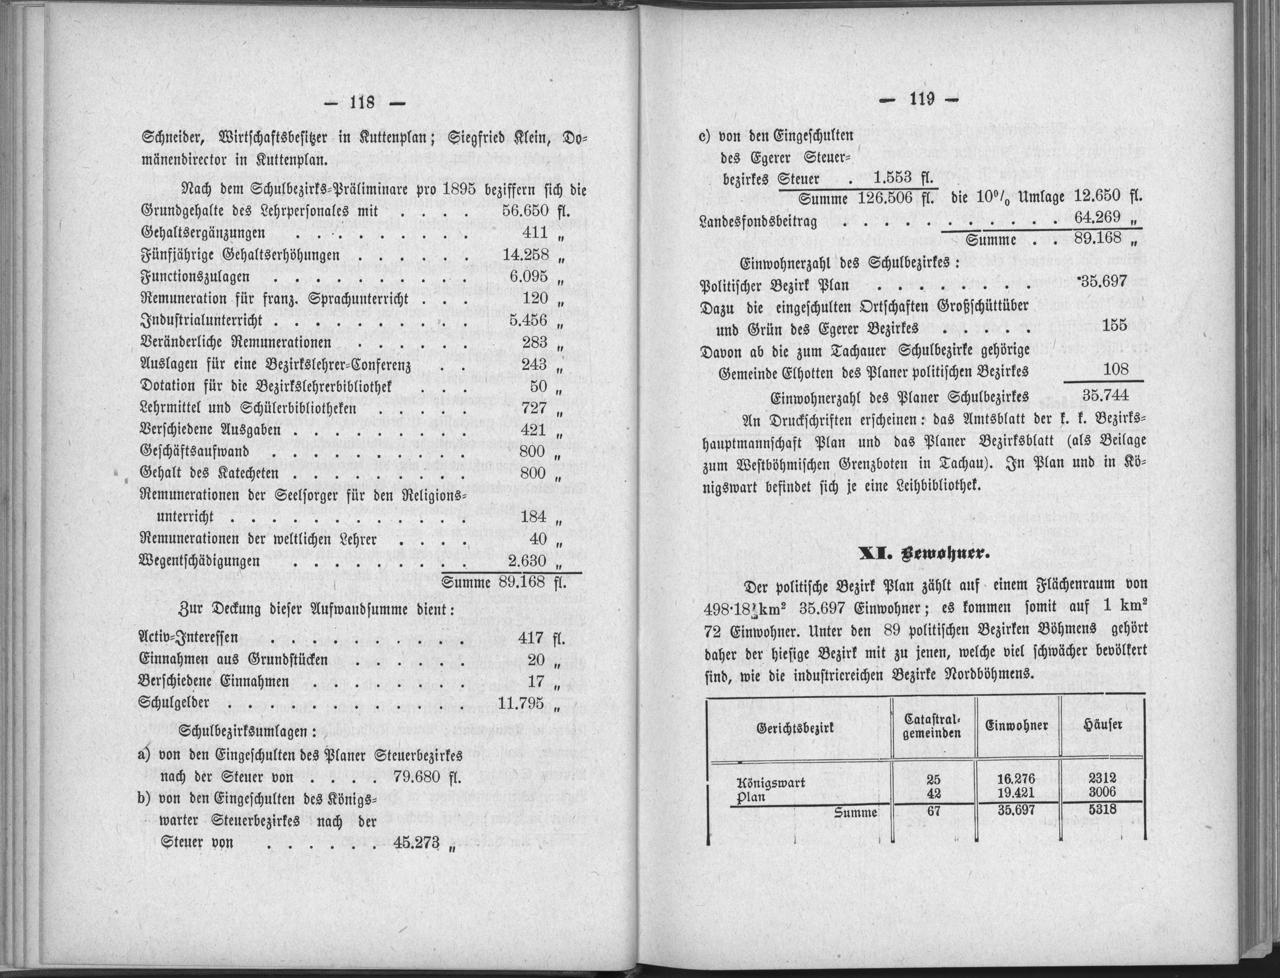 — 118 —
Schneider, Wirtschaftsbesitzer in Kuttenplan; Siegfried Klein, Do-
mänendirector in Kuttenplan.
Nach dem Schulbezirks-Präliminare pro 1895 beziffern sich die
Grundgehalte des Lehrpersonales mit . . . . 56.650 fl.
Gehaltsergänzungen . . . . . . . . . 411 „
Fünfjährige Gehaltserhöhungen . . . . . . 14.258 „
Functionszulagen . . . . . . . . . . 6.095 „
Remuneration für franz. Sprachunterricht . . . 120 „
Industrialunterricht . . . . . . . . . 5.456 „
Veränderliche Remunerationen . . . . . . 283 „
Auslagen für eine Bezirkslehrer-Conferenz . . 243 „
Dotation für die Bezirkslehrerbibliothek . . . . 50 „
Lehrmittel und Schülerbibliotheken . . . . . 727 „
Verschiedene Ausgaben . . . . . . . . . 421 „
Geschäftsaufwand . . . . . . . . . . 800 „
Gehalt des Katecheten . . . . . . . . . 800 „
Remunerationen der Seelsorger für den Religions-
unterricht . . . . . . . . . . . . 184 „
Remunerationen der weltlichen Lehrer . . . . 40 „
Wegentschädigungen . . . . . . . . . 2.630 „
Summe 89.168 fl.
Zur Deckung dieser Aufwandsumme dient:
Activ-Interessen . . . . . . . . . . 417 fl.
Einnahmen aus Grundstücken . . . . . . 20 „
Verschiedene Einnahmen . . . . . . . . 17 „
Schulgelder . . . . . . . . . . . . 11.795 „
Schulbezirksumlagen:
a) von den Eingeschulten des Planer Steuerbezirkes
nach der Steuer von . . . . 79.680 fl.
b) von den Eingeschulten des Königs-
warter Steuerbezirkes nach der
Steuer von . . . . . . 45.273 „
— 119 —
c) von den Eingeschulten
des Egerer Steuer-
bezirkes Steuer . 1.553 fl.
Summe 126.506 fl. die 10% Umlage 12.650 fl.
Landesfondsbeitrag . . . . . . . . . . . 64.269 „
Summe . . 89.168 „
Einwohnerzahl des Schulbezirkes:
Politischer Bezirk Plan . . . . . . . . 35.697
Dazu die eingeschulten Ortschaften Großschüttüber
und Grün des Egerer Bezirkes 155
Davon ab die zum Tachauer Schulbezirke gehörige
Gemeinde Elhotten des Planer politischen Bezirkes 108
Einwohnerzahl des Planer Schulbezirkes 35.744
An Druckschriften erscheinen: das Amtsblatt der k. k. Bezirks-
hauptmannschaft Plan und das Planer Bezirksblatt (als Beilage
zum Westböhmischen Grenzboten in Tachau). In Plan und in Kö-
nigswart befindet sich je eine Leihbibliothek.
XI. Bewohner.
Der politische Bezirk Plan zählt auf einem Flächenraum von
498·18 km² 35.697 Einwohner; es kommen somit auf 1 km²
72 Einwohner. Unter den 89 politischen Bezirken Böhmens gehört
daher der hiesige Bezirk mit zu jenen, welche viel schwächer bevölkert
sind, wie die industriereichen Bezirke Nordböhmens.
Gerichtsbezirk Catastral-gemeinden Einwohner Häuser
Königswart 25 16.276 2312
Plan 42 19.421 3006
Summe 67 35.697 5318